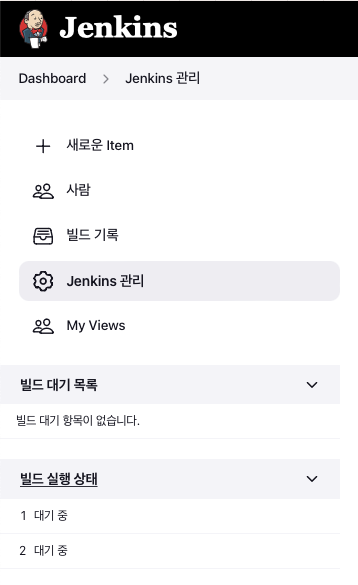 Jenkins
Dashboard > Jenkins 관리
새로운 Item
사람
빌드 기록
Jenkins 관리
My Views
빌드 대기 목록
빌드 대기 항목이 없습니다.
빌드 실행 상태
1 대기 중
2 대기 중